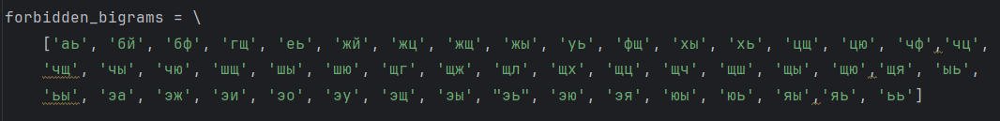 forbidden_bigrams = \
['аь', 'бй', 'бф', 'гщ', 'еь', 'жй', 'жц', 'жщ', 'жы', 'уь', 'фщ', 'хы', 'хь', 'цщ', 'цю', 'чф','чц',
'чщ', 'чы', 'чю', 'шщ', 'шы', 'шю', 'щг', 'щж', 'щл', 'щх', 'щц', 'щч', 'щш', 'щы', 'щю','щя', 'ыь',
'ьы', 'эа', 'эж', 'эи', 'эо', 'эу', 'эщ', 'эы', "эь", 'эю', 'эя', 'юы', 'юь', 'яы','яь', 'ьь']